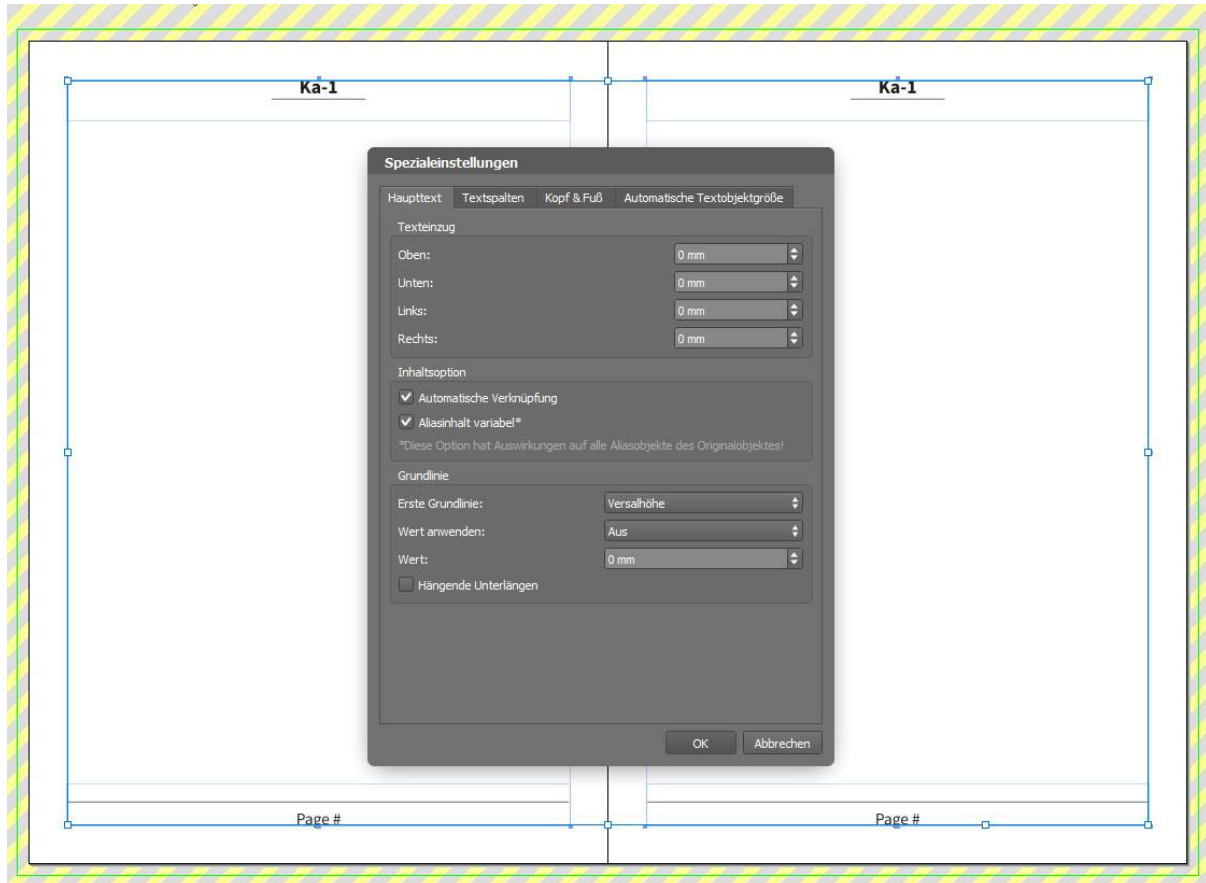 Ka-1
Ka-1
Spezialeinstellungen
Haupttext Textspalten Kopf & Fuß Automatische Textobjektgröße
Texteinzug
Oben: 0 mm
Unten: 0 mm
Links: 0 mm
Rechts: 0 mm
Inhaltsoption
Automatische Verknüpfung
Aliasinhalt variabel*
*Diese Option hat Auswirkungen auf alle Aliasobjekte des Originalobjektes!
Grundlinie
Erste Grundlinie: Versalhöhe
Wert anwenden: Aus
Wert: 0 mm
Hängende Unterlängen
OK Abbrechen
Page #
Page #